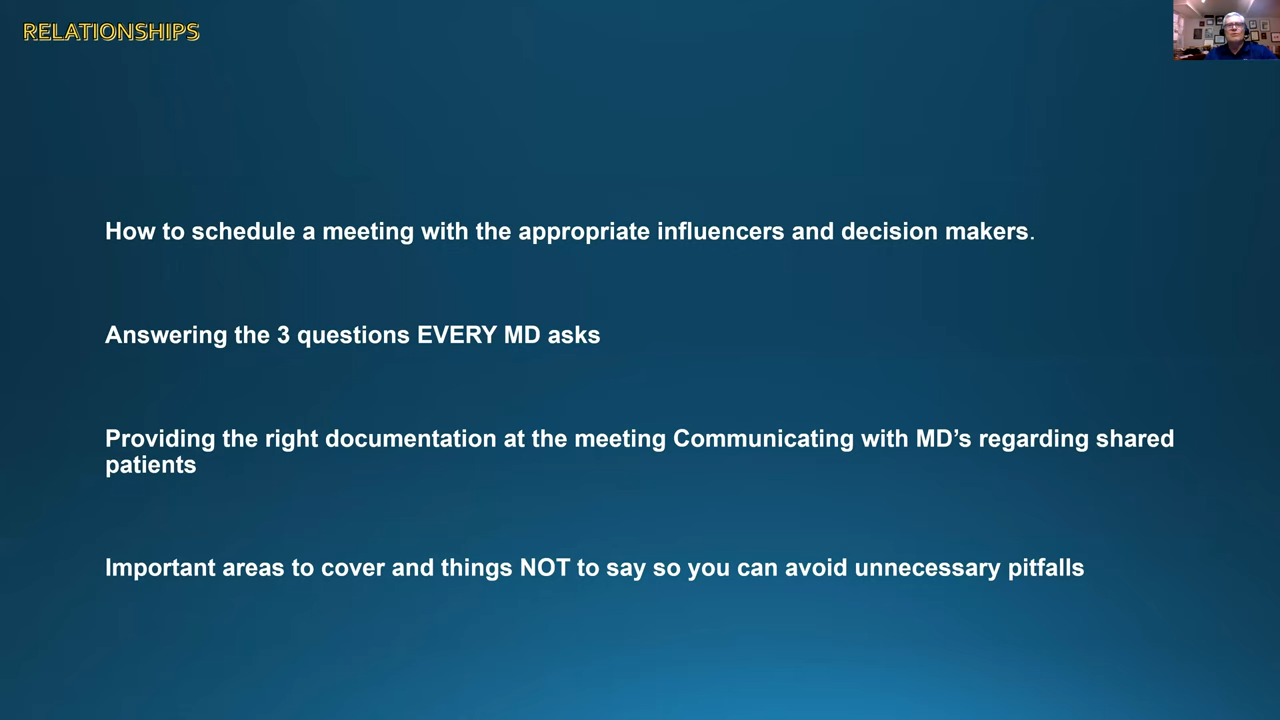 RELATIONSHIPS
How to schedule a meeting with the appropriate influencers and decision makers.
Answering the 3 questions EVERY MD asks
Providing the right documentation at the meeting Communicating with MD’s regarding shared
patients
Important areas to cover and things NOT to say so you can avoid unnecessary pitfalls